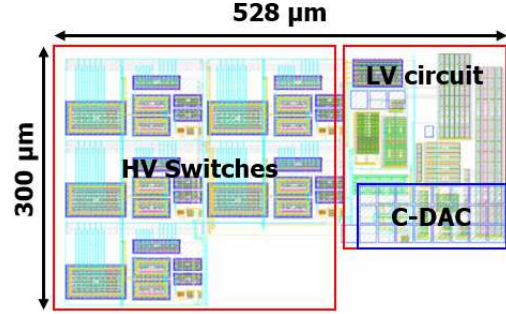 528 µm
300 µm
LV circuit
HV Switches
C-DAC